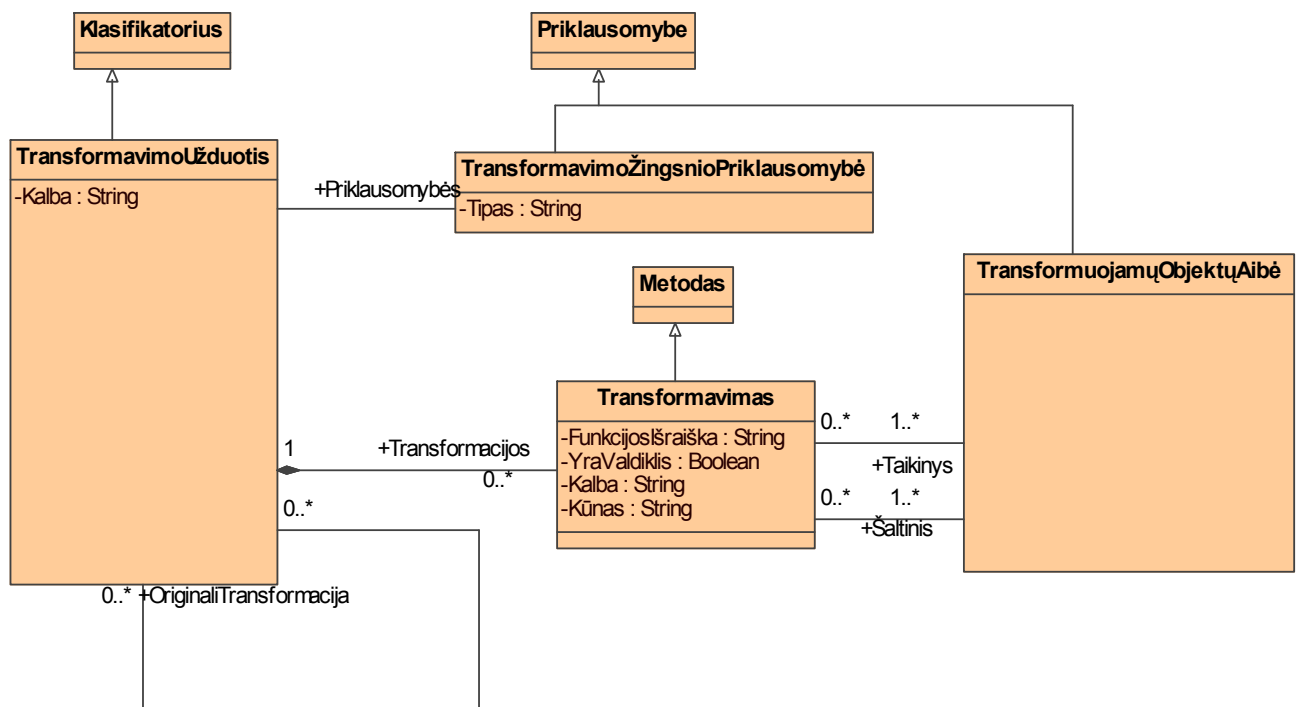 Klasifikatorius
Priklausomybe
TransformavimoUžduotis
-Kalba : String
+Priklausomybės
TransformavimoŽingsnioPriklausomybė
-Tipas : String
TransformuojamųObjektųAibė
Metodas
Transformavimas
-FunkcijosIšraiška : String
-YraValdiklis : Boolean
-Kalba : String
-Kūnas : String
0..* 1..*
+Taikinys
0..* 1..*
+Šaltinis
1
+Transformacijos
0..*
0..*
0..* +OriginaliTransformacija